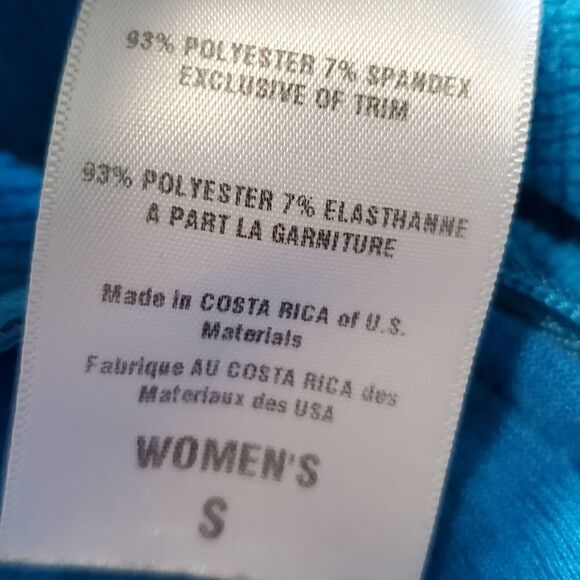 93% POLYESTER 7% SPANDEX
EXCLUSIVE OF TRIM
93% POLYESTER 7% ELASTHANNE
A PART LA GARNITURE
Made in COSTA RICA of U.S.
Materials
Fabrique AU COSTA RICA des
Materiaux des USA
WOMEN'S
S